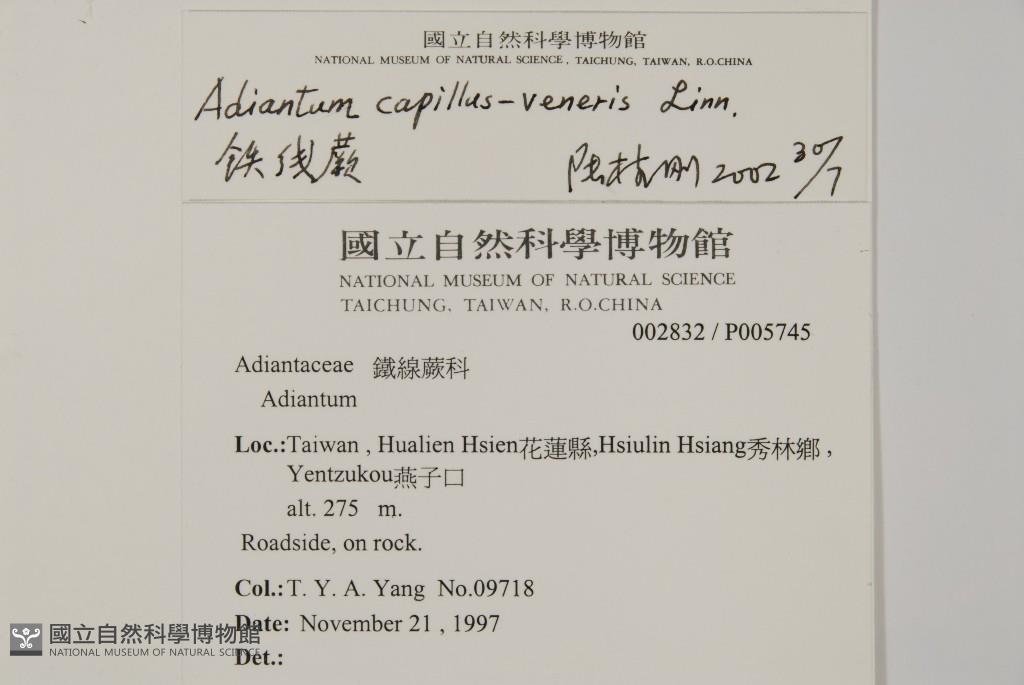 國立自然科學博物館
NATIONAL MUSEUM OF NATURAL SCIENCE, TAICHUNG, TAIWAN, R.O.CHINA
Adiantum capillus-veneris Linn.
铁线蕨 陆树刚 2002 30/7
國立自然科學博物館
NATIONAL MUSEUM OF NATURAL SCIENCE
TAICHUNG, TAIWAN, R.O.CHINA
002832 / P005745
Adiantaceae 鐵線蕨科
Adiantum
Loc.:Taiwan , Hualien Hsien花蓮縣,Hsiulin Hsiang秀林鄉 ,
Yentzukou燕子口
alt. 275 m.
Roadside, on rock.
Col.:T. Y. A. Yang No.09718
Date: November 21 , 1997
Det.:
國立自然科學博物館
NATIONAL MUSEUM OF NATURAL SCIENCE